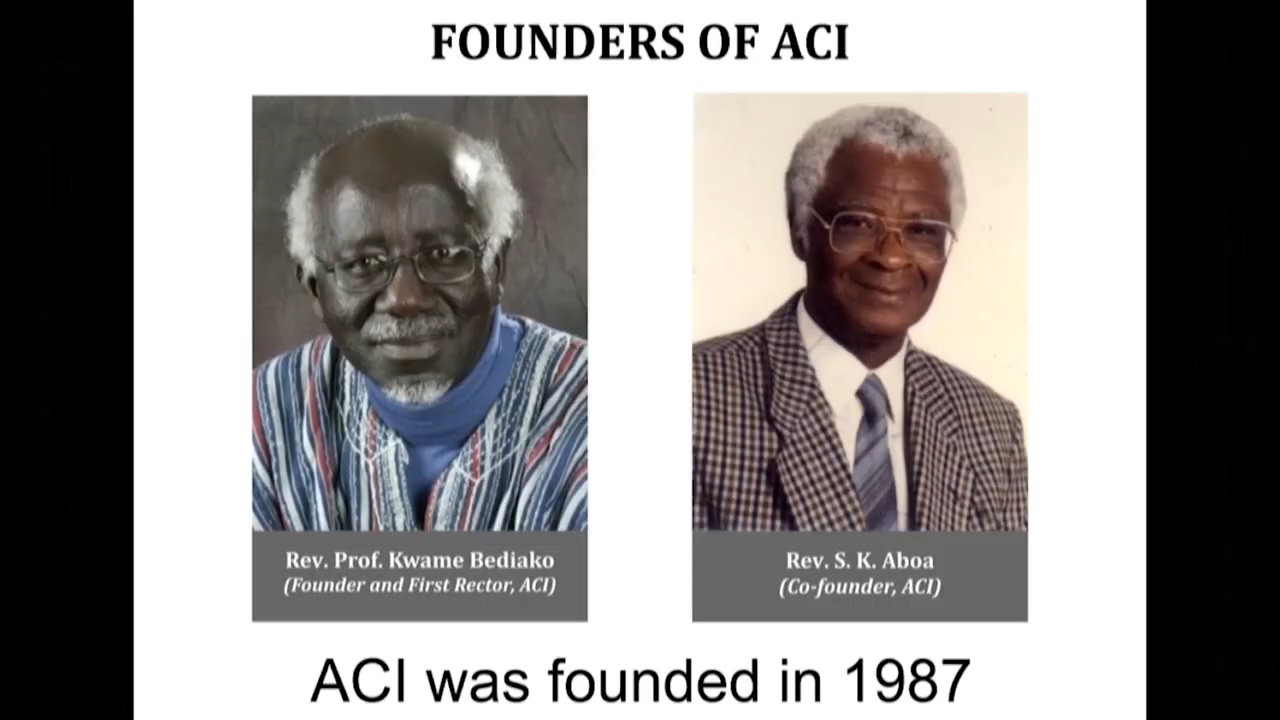 FOUNDERS OF ACI
Rev. Prof. Kwame Bediako
(Founder and First Rector, ACI)
Rev. S. K. Aboa
(Co-founder, ACI)
ACI was founded in 1987